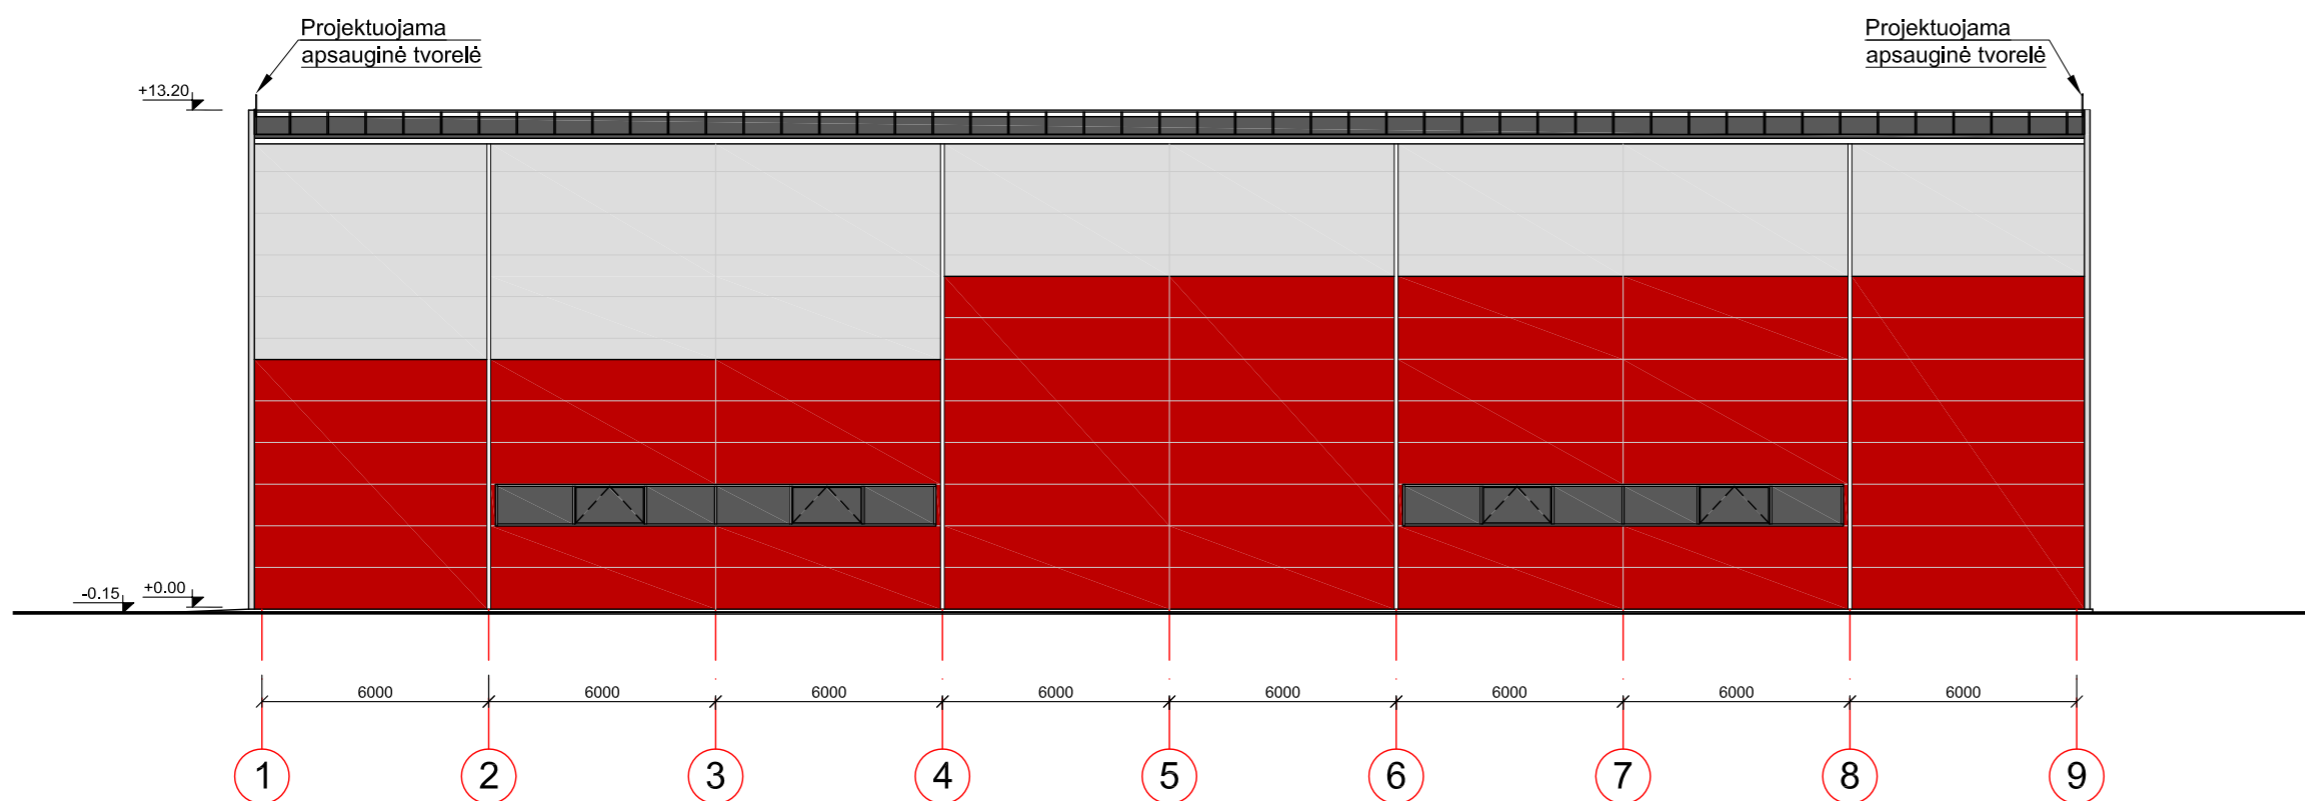 Projektuojama
apsauginė tvorelė
Projektuojama
apsauginė tvorelė
+13.20
-0.15
+0.00
6000 6000 6000 6000 6000 6000 6000 6000
1 2 3 4 5 6 7 8 9